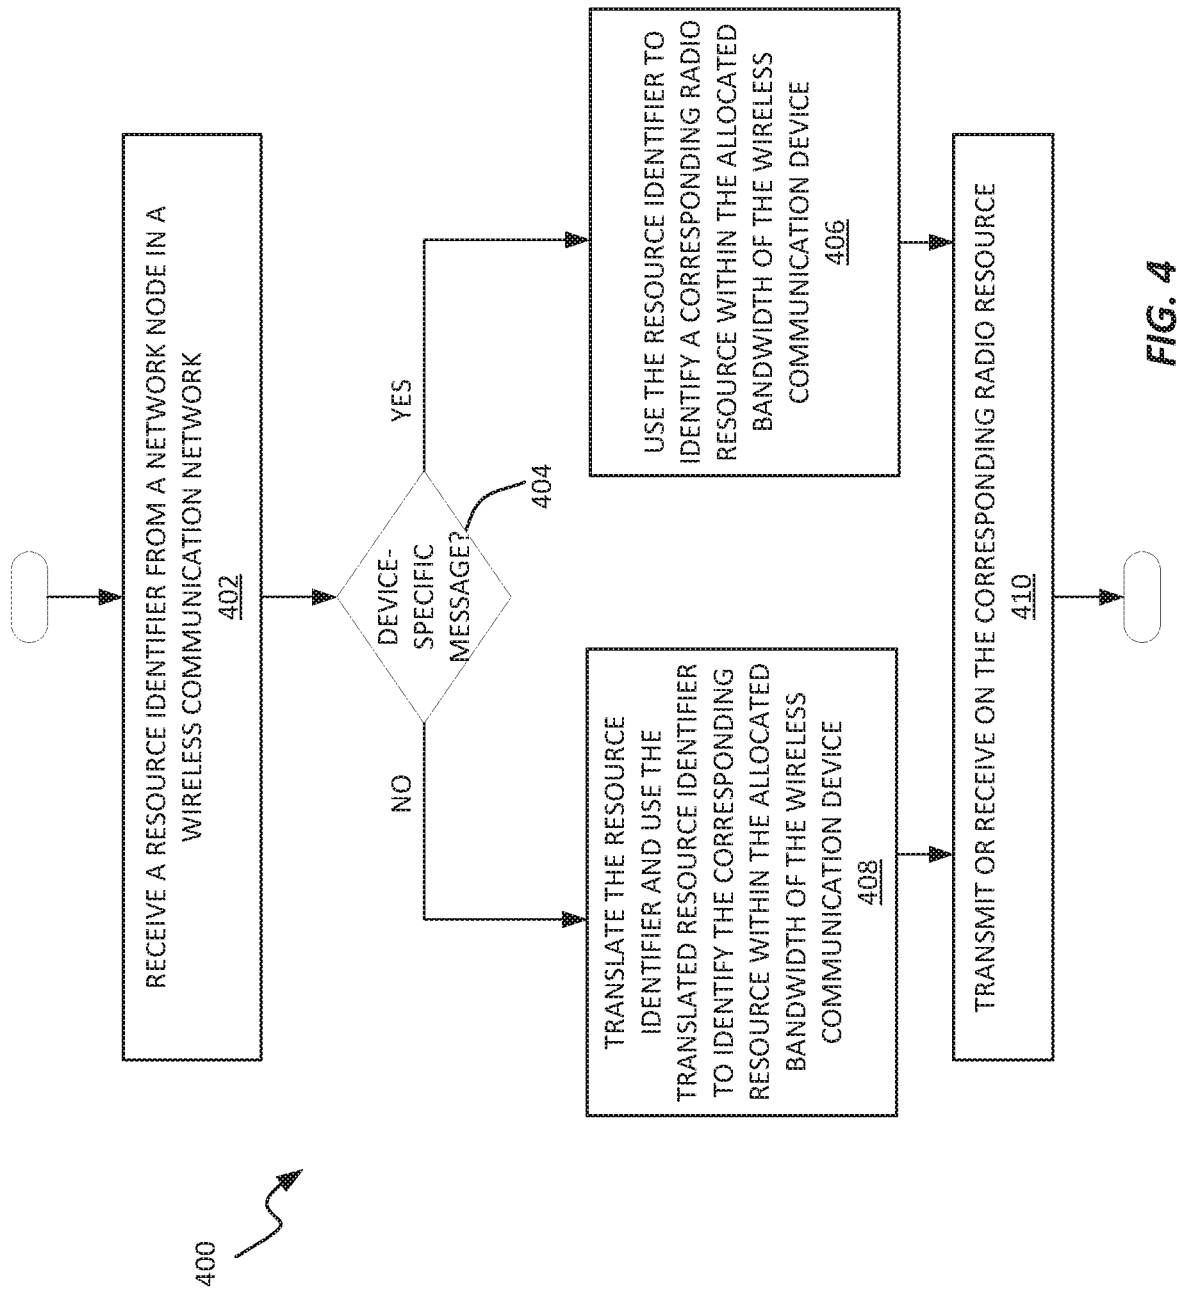 400
RECEIVE A RESOURCE IDENTIFIER FROM A NETWORK NODE IN A
WIRELESS COMMUNICATION NETWORK
402
DEVICE-
SPECIFIC
MESSAGE?
404
NO
YES
TRANSLATE THE RESOURCE
IDENTIFIER AND USE THE
TRANSLATED RESOURCE IDENTIFIER
TO IDENTIFY THE CORRESPONDING
RESOURCE WITHIN THE ALLOCATED
BANDWIDTH OF THE WIRELESS
COMMUNICATION DEVICE
408
USE THE RESOURCE IDENTIFIER TO
IDENTIFY A CORRESPONDING RADIO
RESOURCE WITHIN THE ALLOCATED
BANDWIDTH OF THE WIRELESS
COMMUNICATION DEVICE
406
TRANSMIT OR RECEIVE ON THE CORRESPONDING RADIO RESOURCE
410
FIG. 4